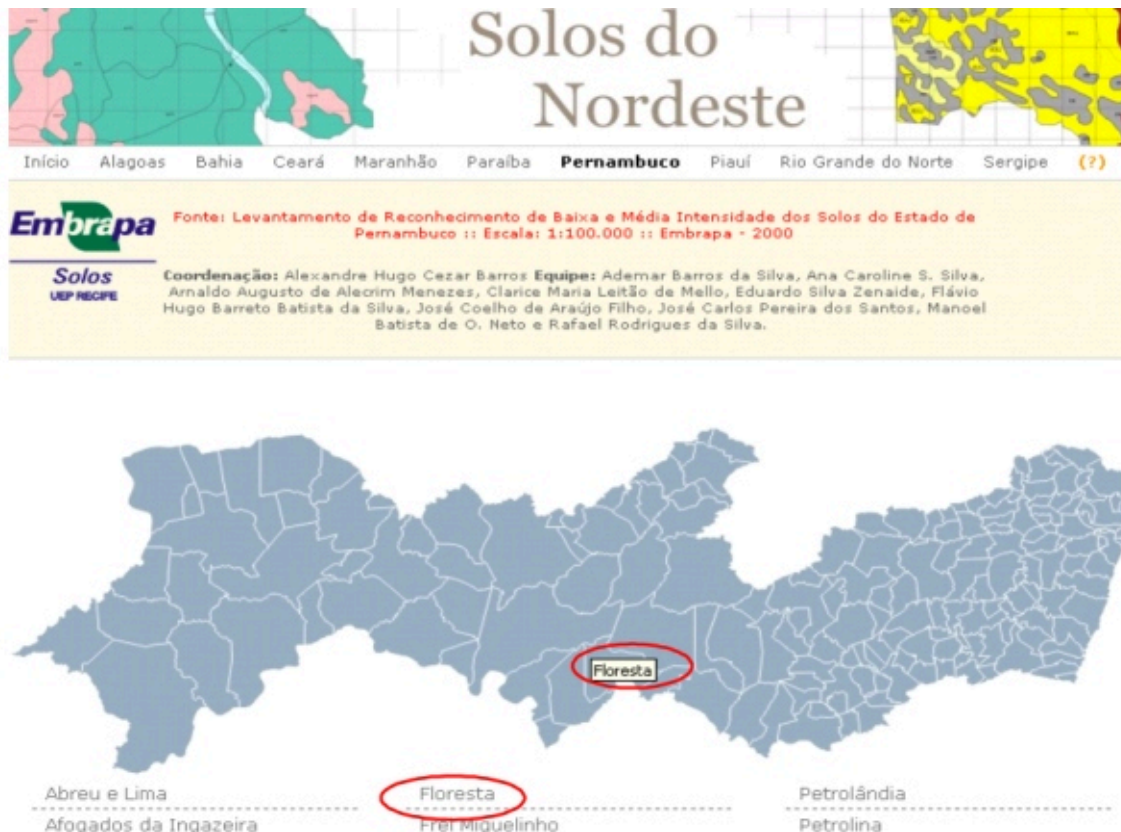 Solos do
Nordeste
Início Alagoas Bahia Ceará Maranhão Paraíba Pernambuco Piauí Rio Grande do Norte Sergipe (?)
Embrapa
Solos
UEP RECIFE
Fonte: Levantamento de Reconhecimento de Baixa e Média Intensidade dos Solos do Estado de
Pernambuco :: Escala: 1:100.000 :: Embrapa - 2000
Coordenação: Alexandre Hugo Cezar Barros Equipe: Ademar Barros da Silva, Ana Caroline S. Silva,
Arnaldo Augusto de Alecrim Menezes, Clarice Maria Leitão de Mello, Eduardo Silva Zenaide, Flávio
Hugo Barreto Batista da Silva, José Coelho de Araújo Filho, José Carlos Pereira dos Santos, Manoel
Batista de O. Neto e Rafael Rodrigues da Silva.
Floresta
Abreu e Lima Floresta Petrolândia
Afogados da Ingazeira Frei Miguelinho Petrolina